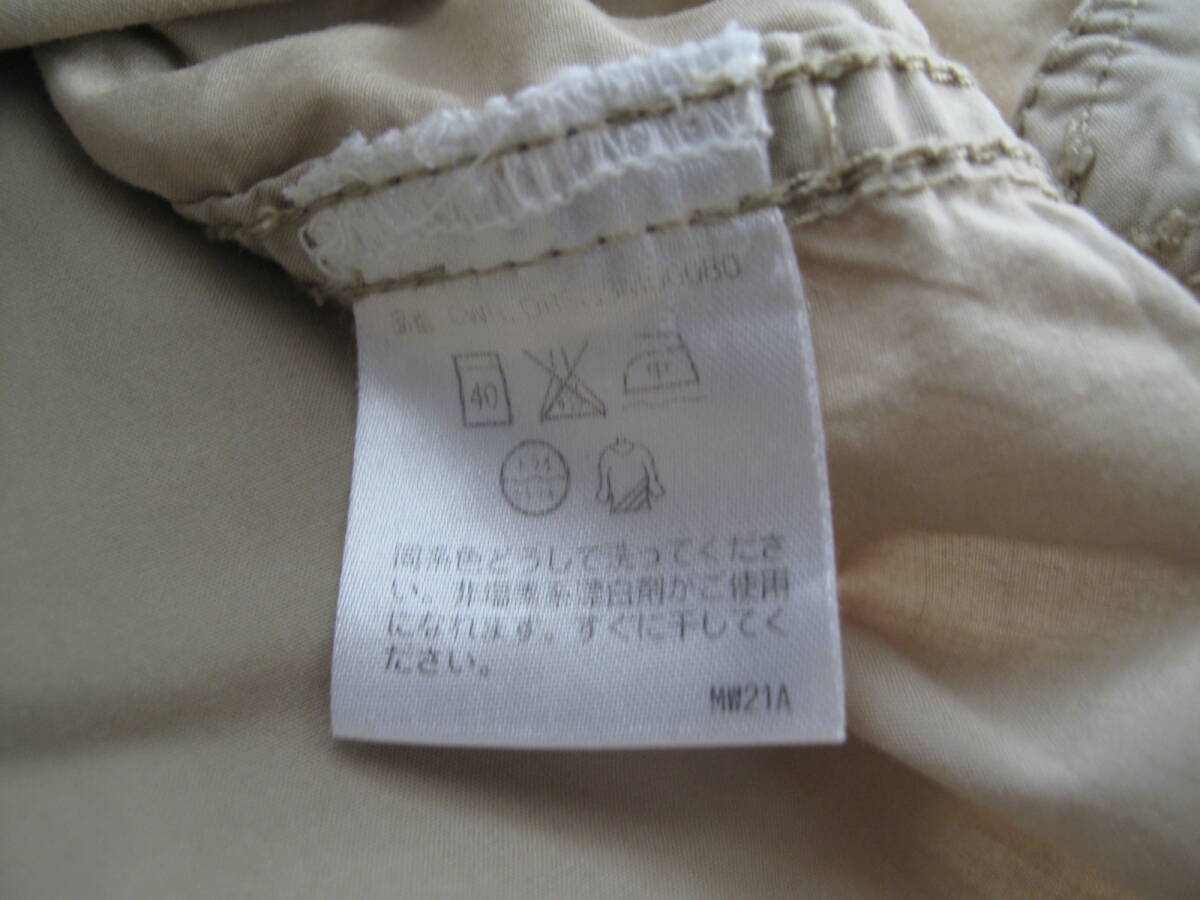 品番
40
中
同系色どうしで洗ってくださ
い。非塩素系漂白剤がご使用
になれます。すぐに干してく
ださい。
MW21A